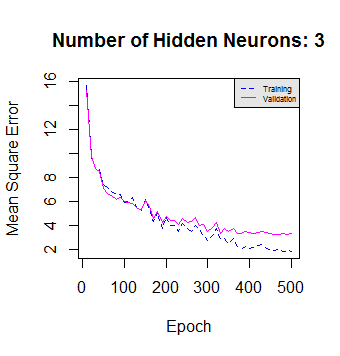 Number of Hidden Neurons: 3
Training
Validation
Mean Square Error
16
12
8
6
4
2
0
100
200
300
400
500
Epoch